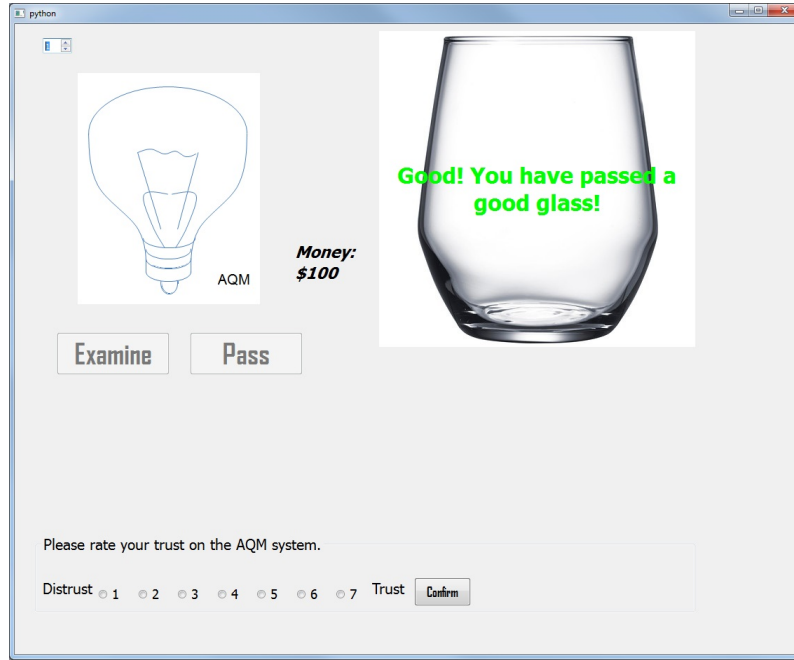 python
Good! You have passed a
good glass!
Money:
$100
AQM
Examine
Pass
Please rate your trust on the AQM system.
Distrust 1 2 3 4 5 6 7 Trust Confirm